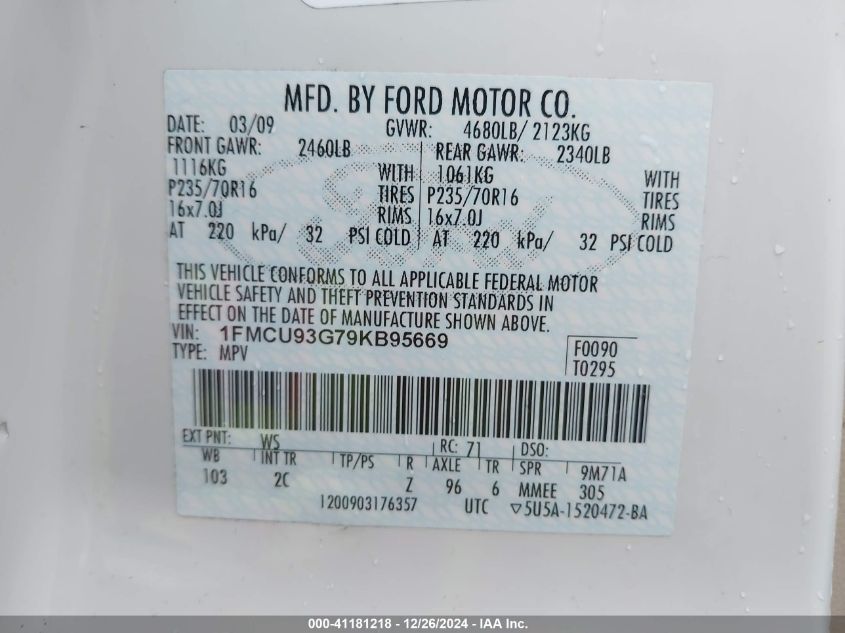 MFD. BY FORD MOTOR CO.
DATE: 03/09 GVWR: 4680LB/ 2123KG
FRONT GAWR: 2460LB REAR GAWR: 2340LB
1116KG WITH 1061KG WITH
P235/70R16 TIRES P235/70R16 TIRES
16x7.0J RIMS 16x7.0J RIMS
AT 220 kPa/ 32 PSI COLD AT 220 kPa/ 32 PSI COLD
THIS VEHICLE CONFORMS TO ALL APPLICABLE FEDERAL MOTOR
VEHICLE SAFETY AND THEFT PREVENTION STANDARDS IN
EFFECT ON THE DATE OF MANUFACTURE SHOWN ABOVE.
VIN: 1FMCU93G79KB95669
TYPE: MPV F0090
T0295
EXT PNT: WS RC: 71 DSO:
WB INT TR TP/PS R AXLE TR SPR 9M71A
103 2C Z 96 6 MMEE 305
1200903176357 UTC ▽5U5A-1520472-BA
000-41181218 - 12/26/2024 - IAA Inc.